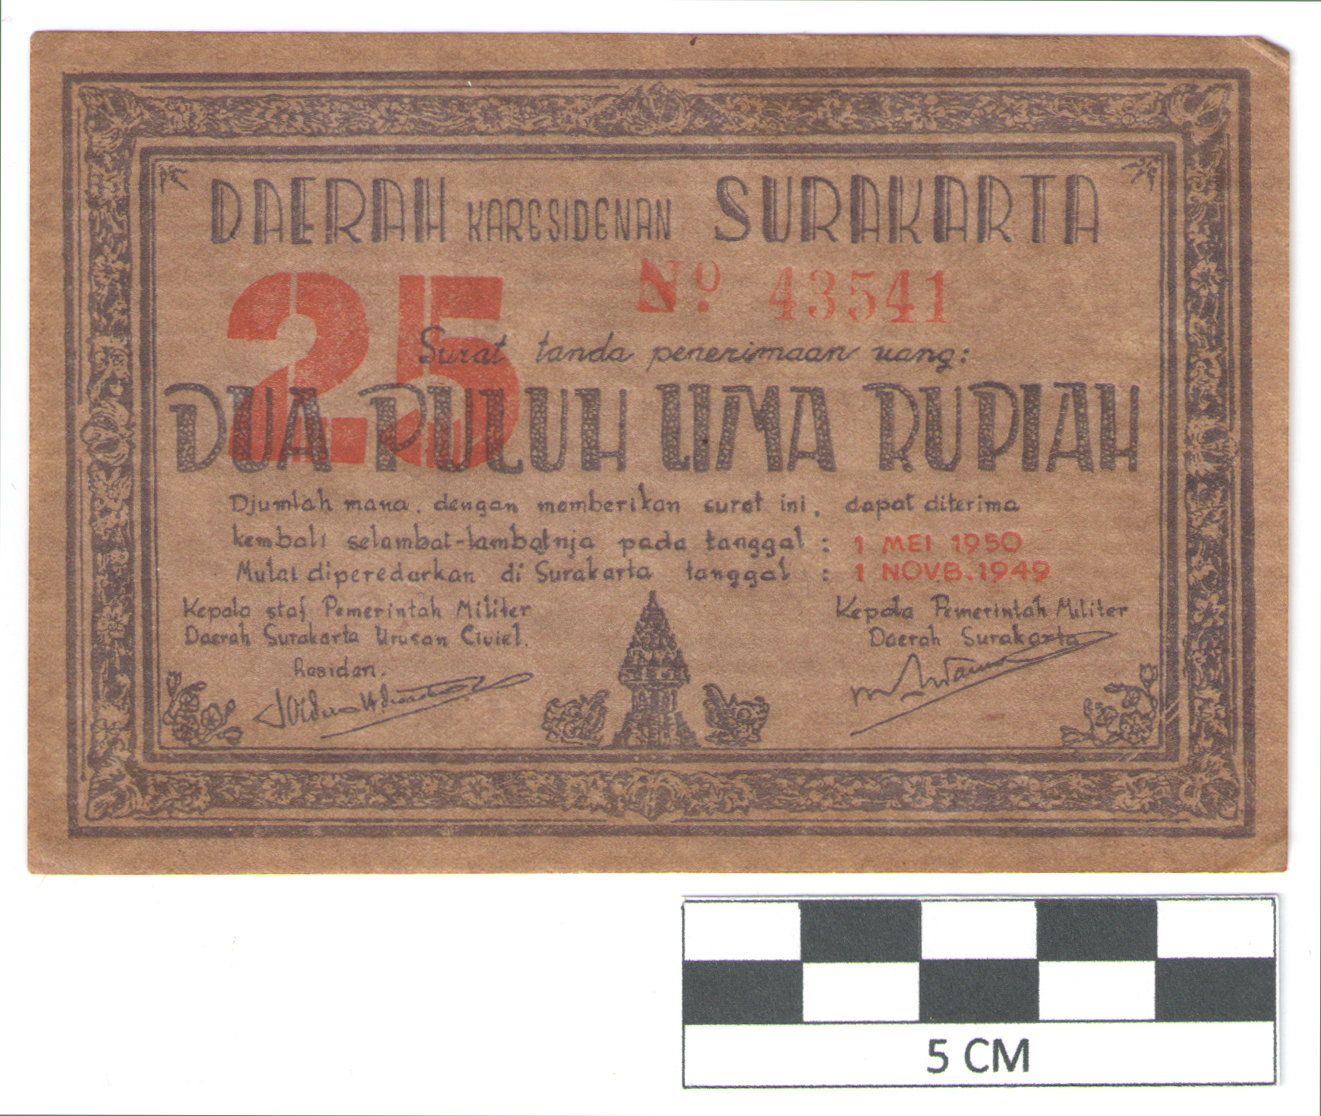 DAERAH KARESIDENAN SURAKARTA
25
No 43541
Surat tanda penerimaan uang:
DUA PULUH LIMA RUPIAH
Djumlah mana, dengan memberikan surat ini, dapat diterima
kembali selambat-lambatnja pada tanggal : 1 MEI 1950
Mulai diperedarkan di Surakarta tanggal : 1 NOVB. 1949
Kepala staf Pemerintah Militer
Daerah Surakarta Urusan Civiel.
Residen.
Kepala Pemerintah Militer
Daerah Surakarta
5 CM